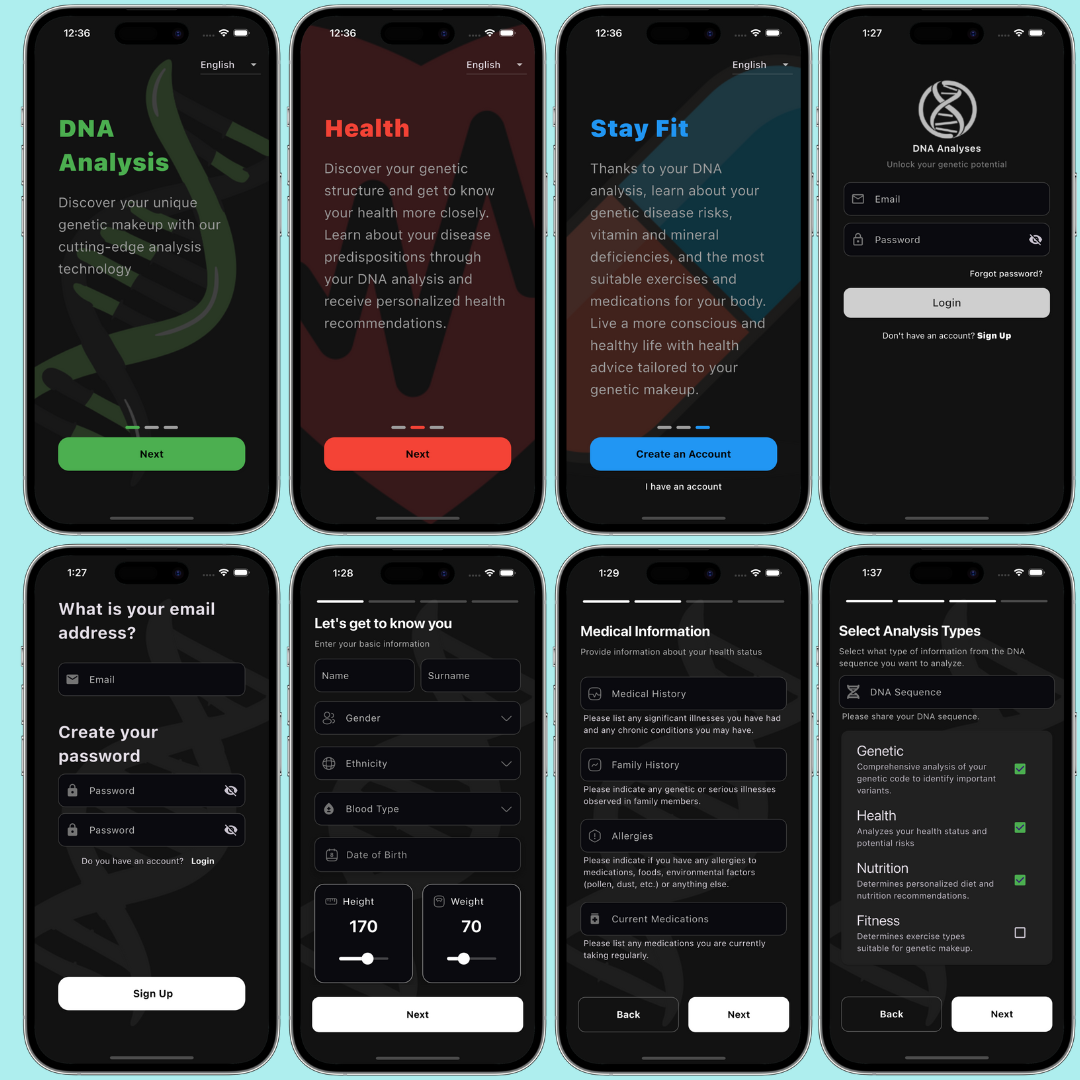 12:36
English
DNA
Analysis
Discover your unique
genetic makeup with our
cutting-edge analysis
technology
Next
12:36
English
Health
Discover your genetic
structure and get to know
your health more closely.
Learn about your disease
predispositions through
your DNA analysis and
receive personalized health
recommendations.
Next
12:36
English
Stay Fit
Thanks to your DNA
analysis, learn about your
genetic disease risks,
vitamin and mineral
deficiencies, and the most
suitable exercises and
medications for your body.
Live a more conscious and
healthy life with health
advice tailored to your
genetic makeup.
Create an Account
I have an account
1:27
DNA Analyses
Unlock your genetic potential
Email
Password
Forgot password?
Login
Don't have an account? Sign Up
1:27
What is your email
address?
Email
Create your
password
Password
Password
Do you have an account? Login
Sign Up
1:28
Let's get to know you
Enter your basic information
Name Surname
Gender
Ethnicity
Blood Type
Date of Birth
Height Weight
170 70
Next
1:29
Medical Information
Provide information about your health status
Medical History
Please list any significant illnesses you have had
and any chronic conditions you may have.
Family History
Please indicate any genetic or serious illnesses
observed in family members.
Allergies
Please indicate if you have any allergies to
medications, foods, environmental factors
(pollen, dust, etc.) or anything else.
Current Medications
Please list any medications you are currently
taking regularly.
Back Next
1:37
Select Analysis Types
Select what type of information from the DNA
sequence you want to analyze.
DNA Sequence
Please share your DNA sequence.
Genetic
Comprehensive analysis of your
genetic code to identify important
variants.
Health
Analyzes your health status and
potential risks
Nutrition
Determines personalized diet and
nutrition recommendations.
Fitness
Determines exercise types
suitable for genetic makeup.
Back Next